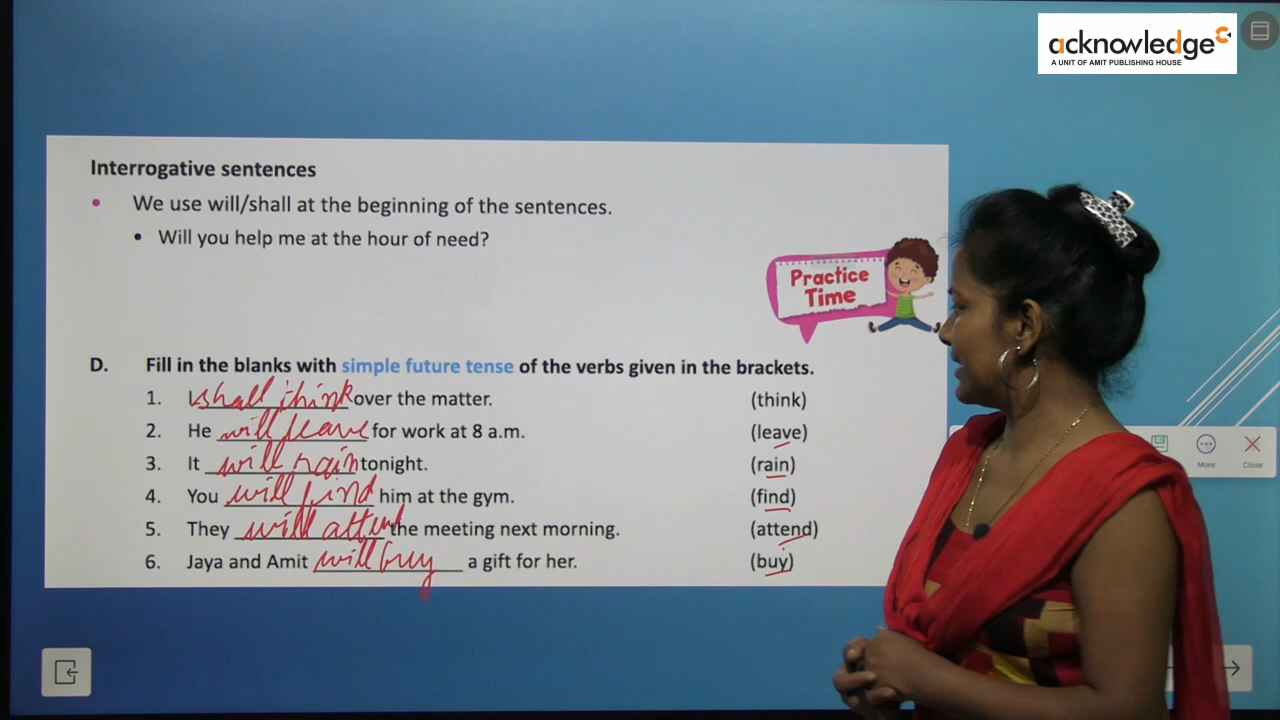 acknowledge
A UNIT OF AMIT PUBLISHING HOUSE
Interrogative sentences
• We use will/shall at the beginning of the sentences.
• Will you help me at the hour of need?
Practice
Time
D. Fill in the blanks with simple future tense of the verbs given in the brackets.
1. I shall think over the matter. (think)
2. He will leave for work at 8 a.m. (leave)
3. It will rain tonight. (rain)
4. You will find him at the gym. (find)
5. They will attend the meeting next morning. (attend)
6. Jaya and Amit will buy a gift for her. (buy)
More
Close